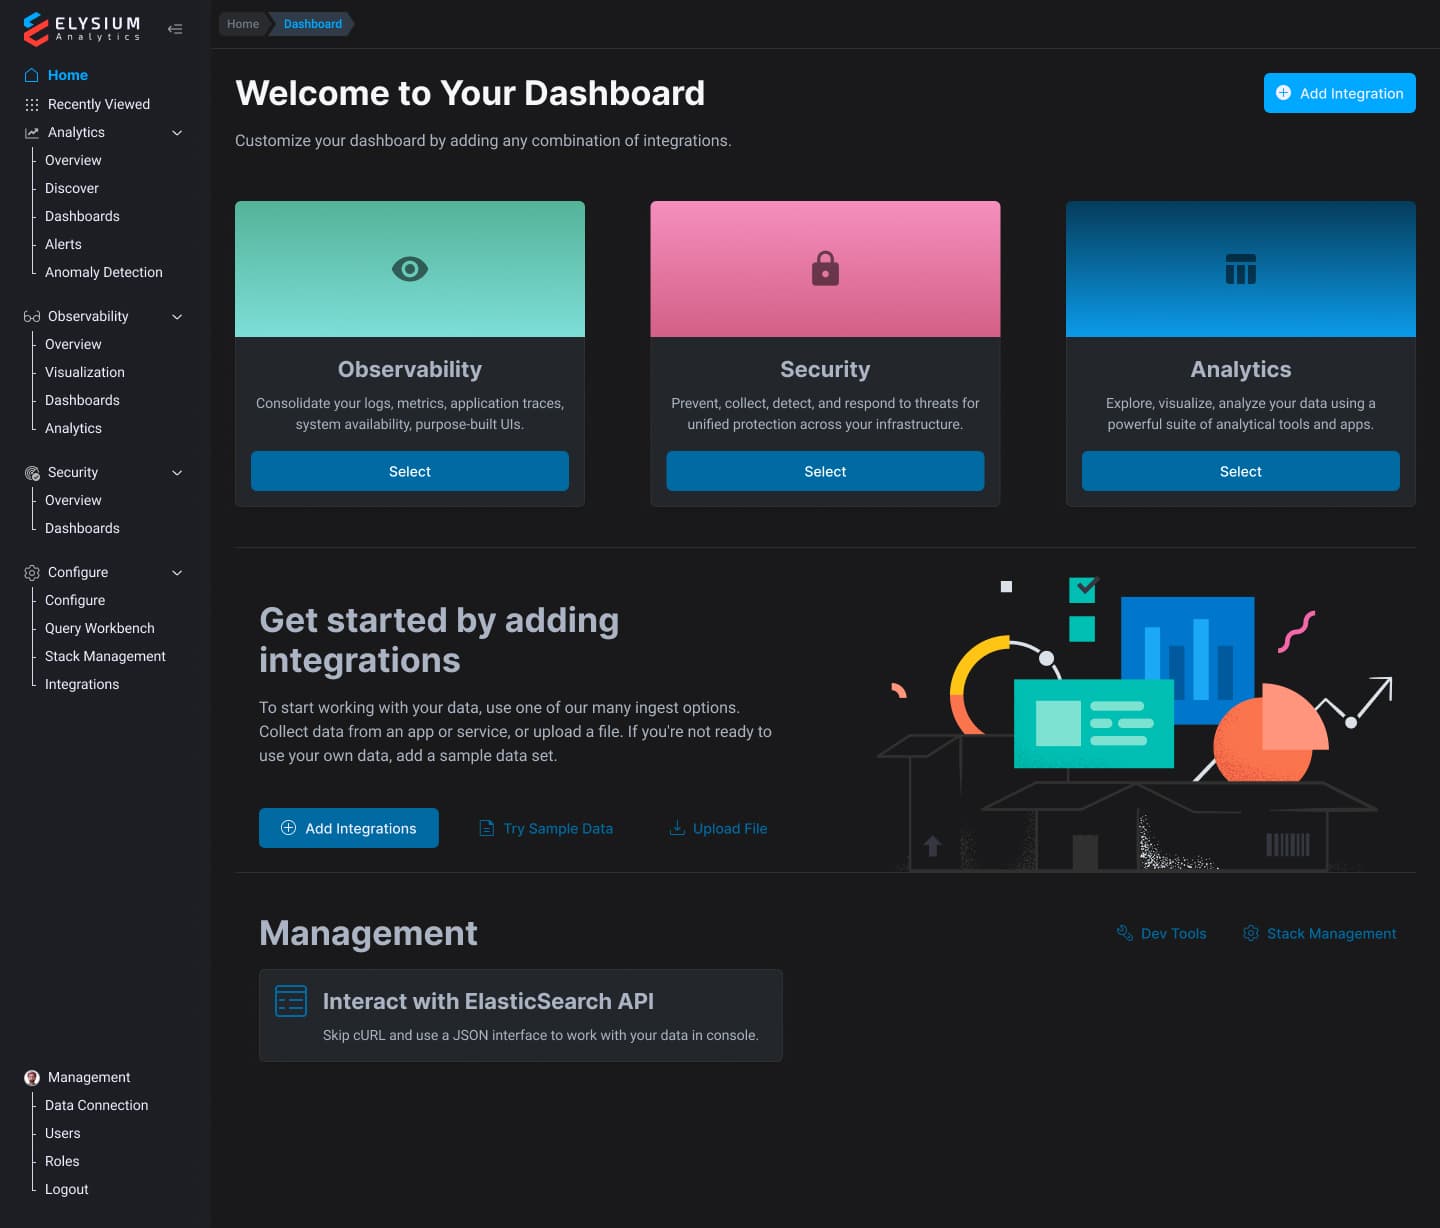 ELYSIUM
Analytics
Home
Recently Viewed
Analytics
Overview
Discover
Dashboards
Alerts
Anomaly Detection
Observability
Overview
Visualization
Dashboards
Analytics
Security
Overview
Dashboards
Configure
Configure
Query Workbench
Stack Management
Integrations
Management
Data Connection
Users
Roles
Logout
Home
Dashboard
Welcome to Your Dashboard
Add Integration
Customize your dashboard by adding any combination of integrations.
Observability
Consolidate your logs, metrics, application traces,
system availability, purpose-built UIs.
Select
Security
Prevent, collect, detect, and respond to threats for
unified protection across your infrastructure.
Select
Analytics
Explore, visualize, analyze your data using a
powerful suite of analytical tools and apps.
Select
Get started by adding
integrations
To start working with your data, use one of our many ingest options.
Collect data from an app or service, or upload a file. If you're not ready to
use your own data, add a sample data set.
Add Integrations
Try Sample Data
Upload File
Management
Dev Tools
Stack Management
Interact with ElasticSearch API
Skip cURL and use a JSON interface to work with your data in console.